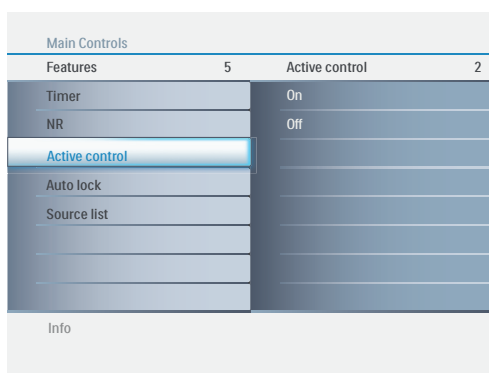 Main Controls
Features 5 Active control 2
Timer On
NR Off
Active control
Auto lock
Source list
Info